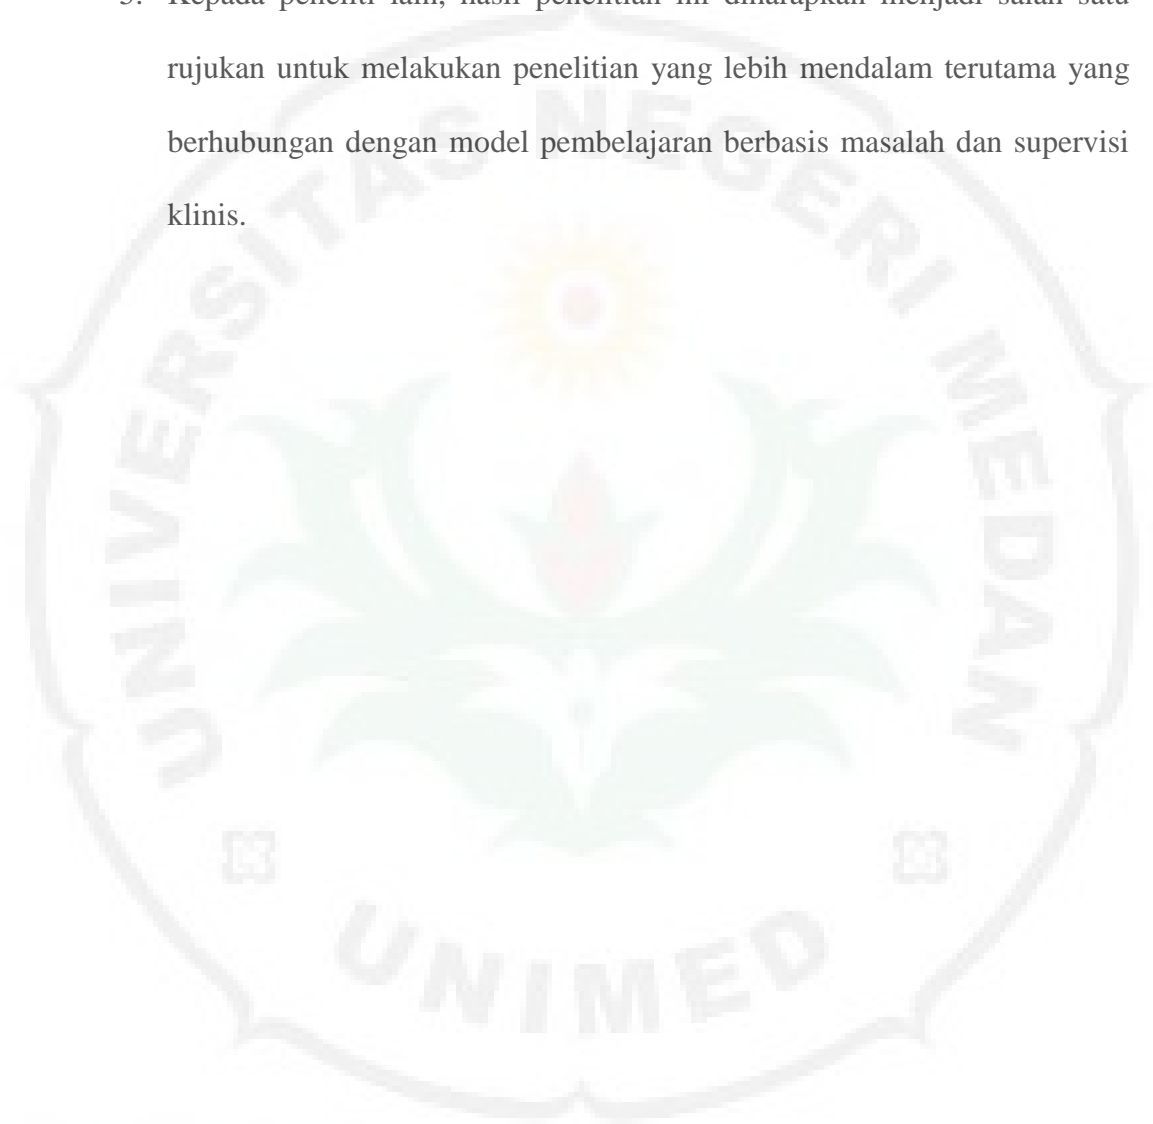 Kepada peneliti lain, hasil penelitian ini diharapkan menjadi salah satu
rujukan untuk melakukan penelitian yang lebih mendalam terutama yang
berhubungan dengan model pembelajaran berbasis masalah dan supervisi
klinis.
UNIVERSITAS NEGERI MEDAN
UNIMED